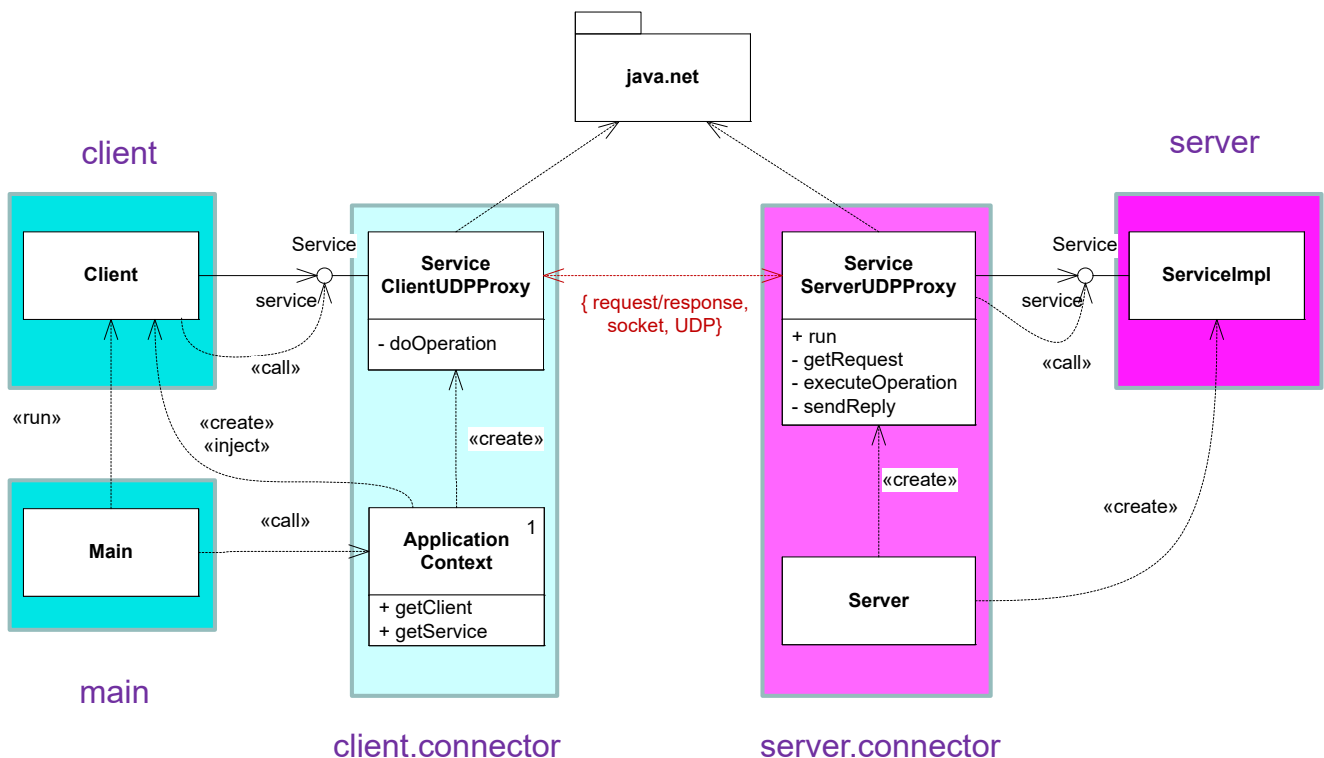 java.net
client
server
Client
Service
service
«call»
Service
ClientUDPProxy
- doOperation
{ request/response,
socket, UDP}
Service
ServerUDPProxy
+ run
- getRequest
- executeOperation
- sendReply
Service
service
«call»
ServiceImpl
«run»
«create»
«inject»
«create»
«create»
«create»
Main
«call»
Application
Context
1
+ getClient
+ getService
Server
main
client.connector
server.connector